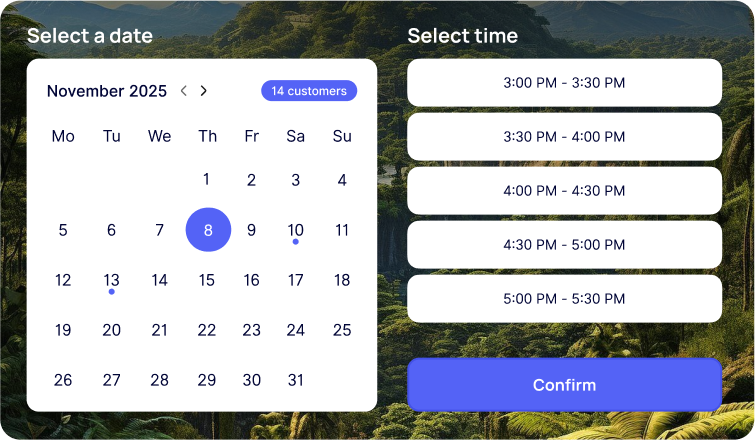 Select a date
November 2025
14 customers
Mo Tu We Th Fr Sa Su
1 2 3 4
5 6 7 8 9 10 11
12 13 14 15 16 17 18
19 20 21 22 23 24 25
26 27 28 29 30 31
Select time
3:00 PM - 3:30 PM
3:30 PM - 4:00 PM
4:00 PM - 4:30 PM
4:30 PM - 5:00 PM
5:00 PM - 5:30 PM
Confirm